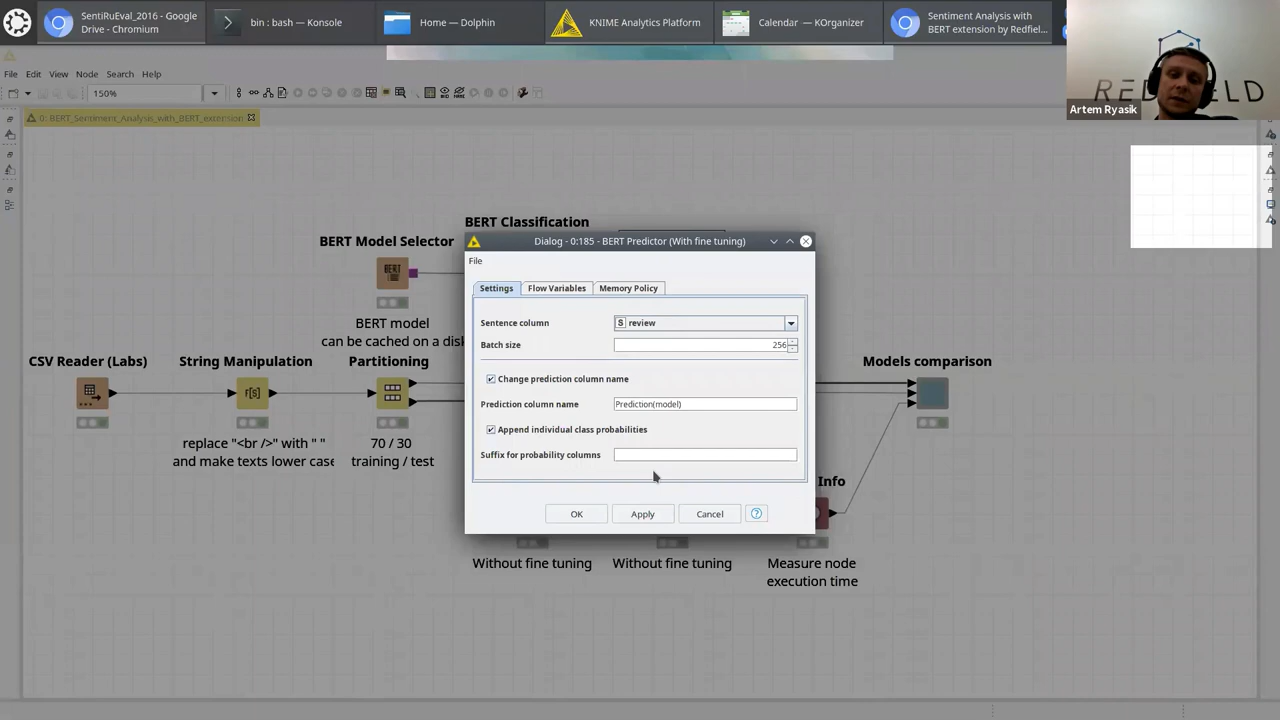 SentiRuEval_2016 - Google
Drive - Chromium
bin : bash — Konsole
Home — Dolphin
KNIME Analytics Platform
Calendar — KOrganizer
Sentiment Analysis with
BERT extension by Redfiel...
File Edit View Node Search Help
150%
0: BERT_Sentiment_Analysis_with_BERT_extension
REDFIELD
Artem Ryasik
BERT Classification
BERT Model Selector
BERT
BERT model
can be cached on a disk
CSV Reader (Labs)
String Manipulation
Partitioning
f[S]
replace "<br />" with " "
and make texts lower case
70 / 30
training / test
Models comparison
Info
Without fine tuning
Without fine tuning
Measure node
execution time
Dialog - 0:185 - BERT Predictor (With fine tuning)
File
Settings Flow Variables Memory Policy
Sentence column
S review
Batch size
256
Change prediction column name
Prediction column name
Prediction(model)
Append individual class probabilities
Suffix for probability columns
OK Apply Cancel ?